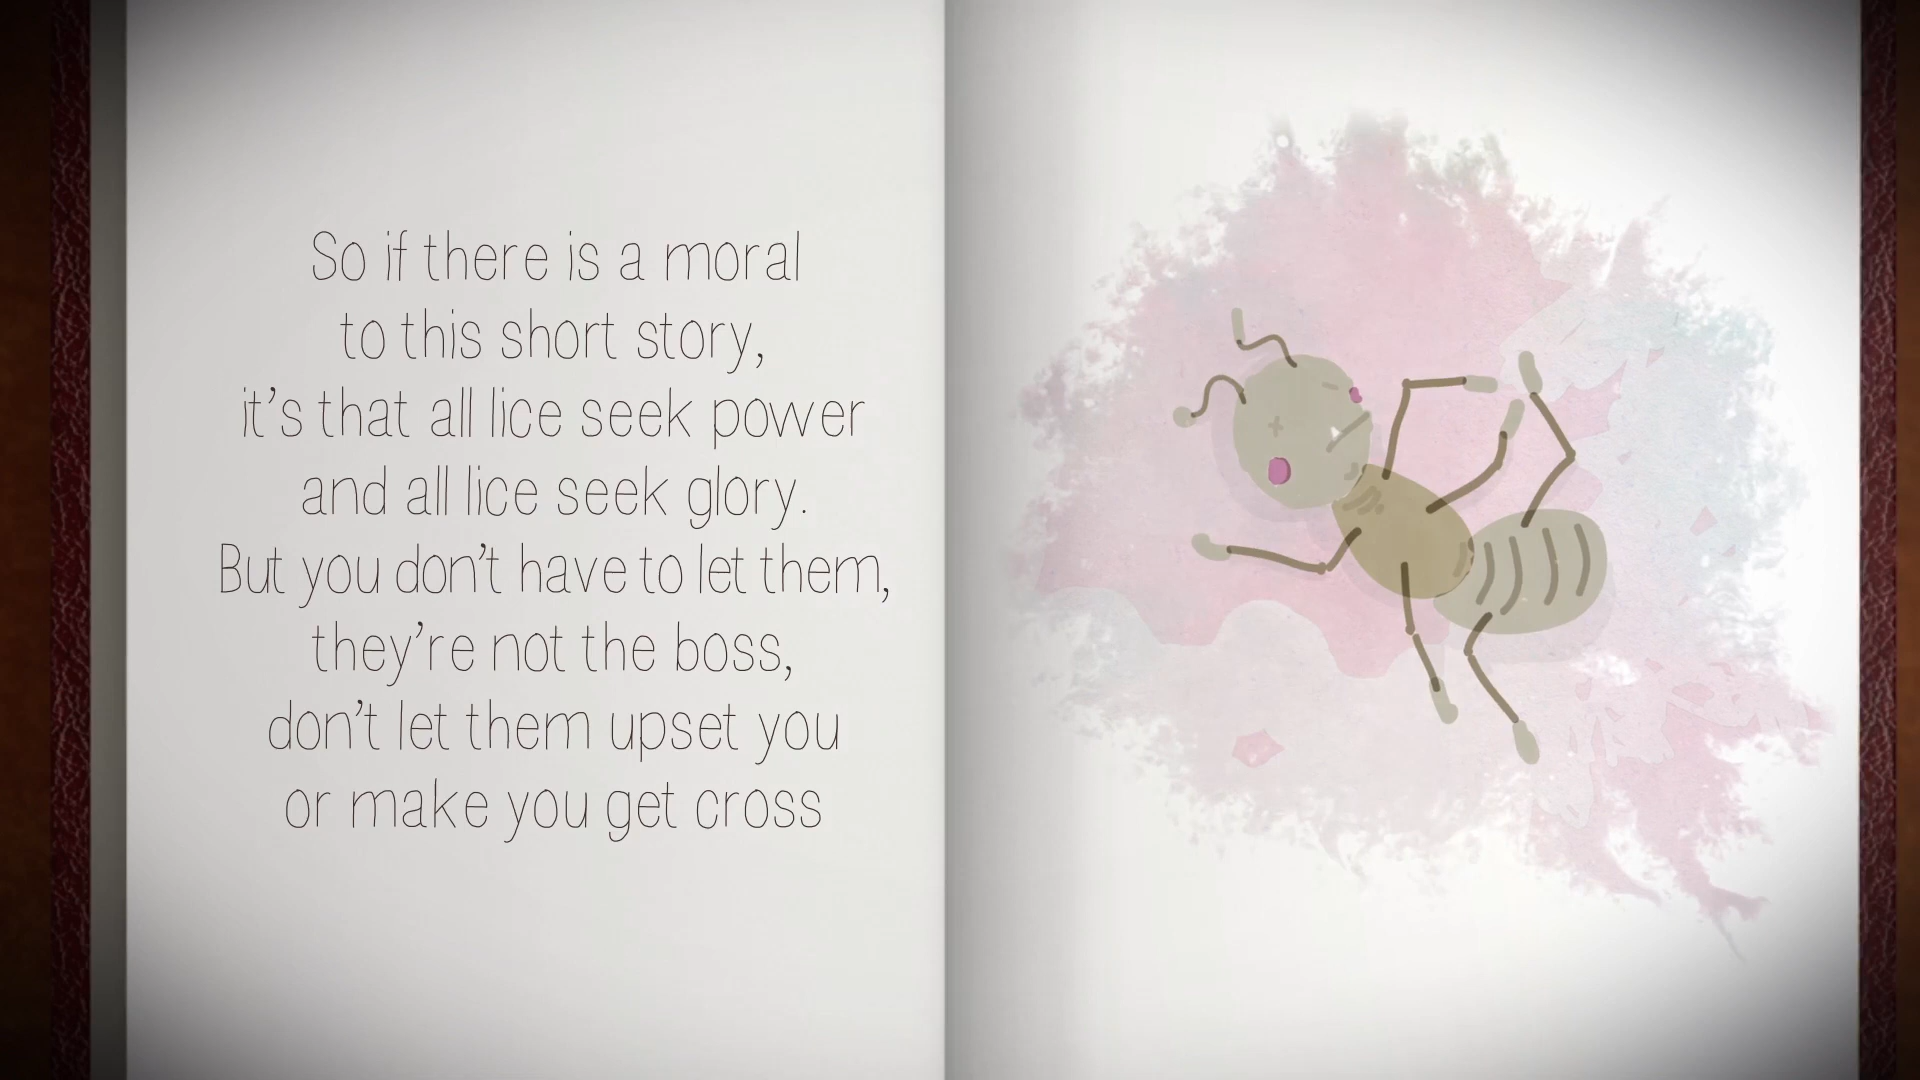 So if there is a moral
to this short story,
it's that all lice seek power
and all lice seek glory.
But you don't have to let them,
they're not the boss,
don't let them upset you
or make you get cross